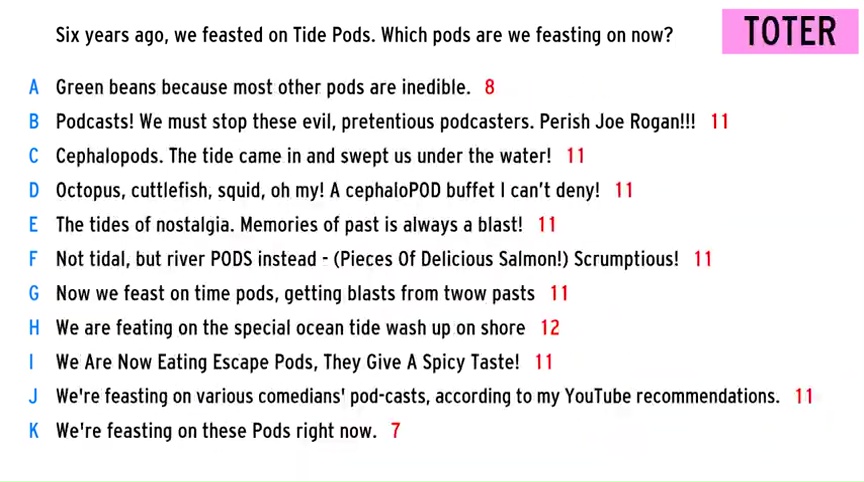 Six years ago, we feasted on Tide Pods. Which pods are we feasting on now?
TOTER
A Green beans because most other pods are inedible. 8
B Podcasts! We must stop these evil, pretentious podcasters. Perish Joe Rogan!!! 11
C Cephalopods. The tide came in and swept us under the water! 11
D Octopus, cuttlefish, squid, oh my! A cephaloPOD buffet I can't deny! 11
E The tides of nostalgia. Memories of past is always a blast! 11
F Not tidal, but river PODS instead - (Pieces Of Delicious Salmon!) Scrumptious! 11
G Now we feast on time pods, getting blasts from twow pasts 11
H We are feating on the special ocean tide wash up on shore 12
I We Are Now Eating Escape Pods, They Give A Spicy Taste! 11
J We're feasting on various comedians' pod-casts, according to my YouTube recommendations. 11
K We're feasting on these Pods right now. 7